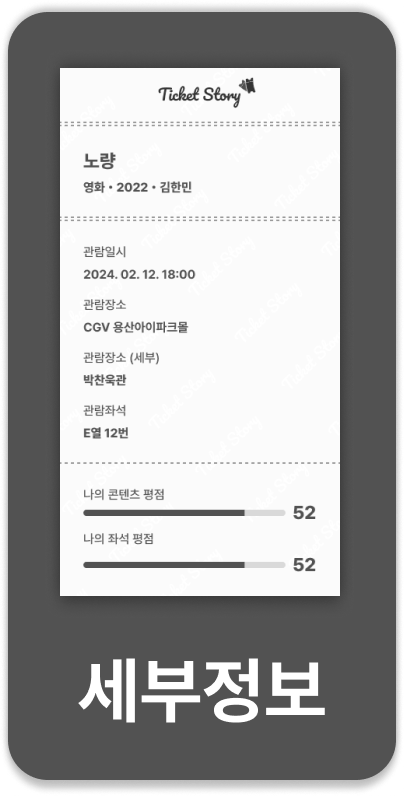 Ticket Story
노량
영화 • 2022 • 김한민
관람일시
2024. 02. 12. 18:00
관람장소
CGV 용산아이파크몰
관람장소 (세부)
박찬욱관
관람좌석
E열 12번
나의 콘텐츠 평점
52
나의 좌석 평점
52
세부정보